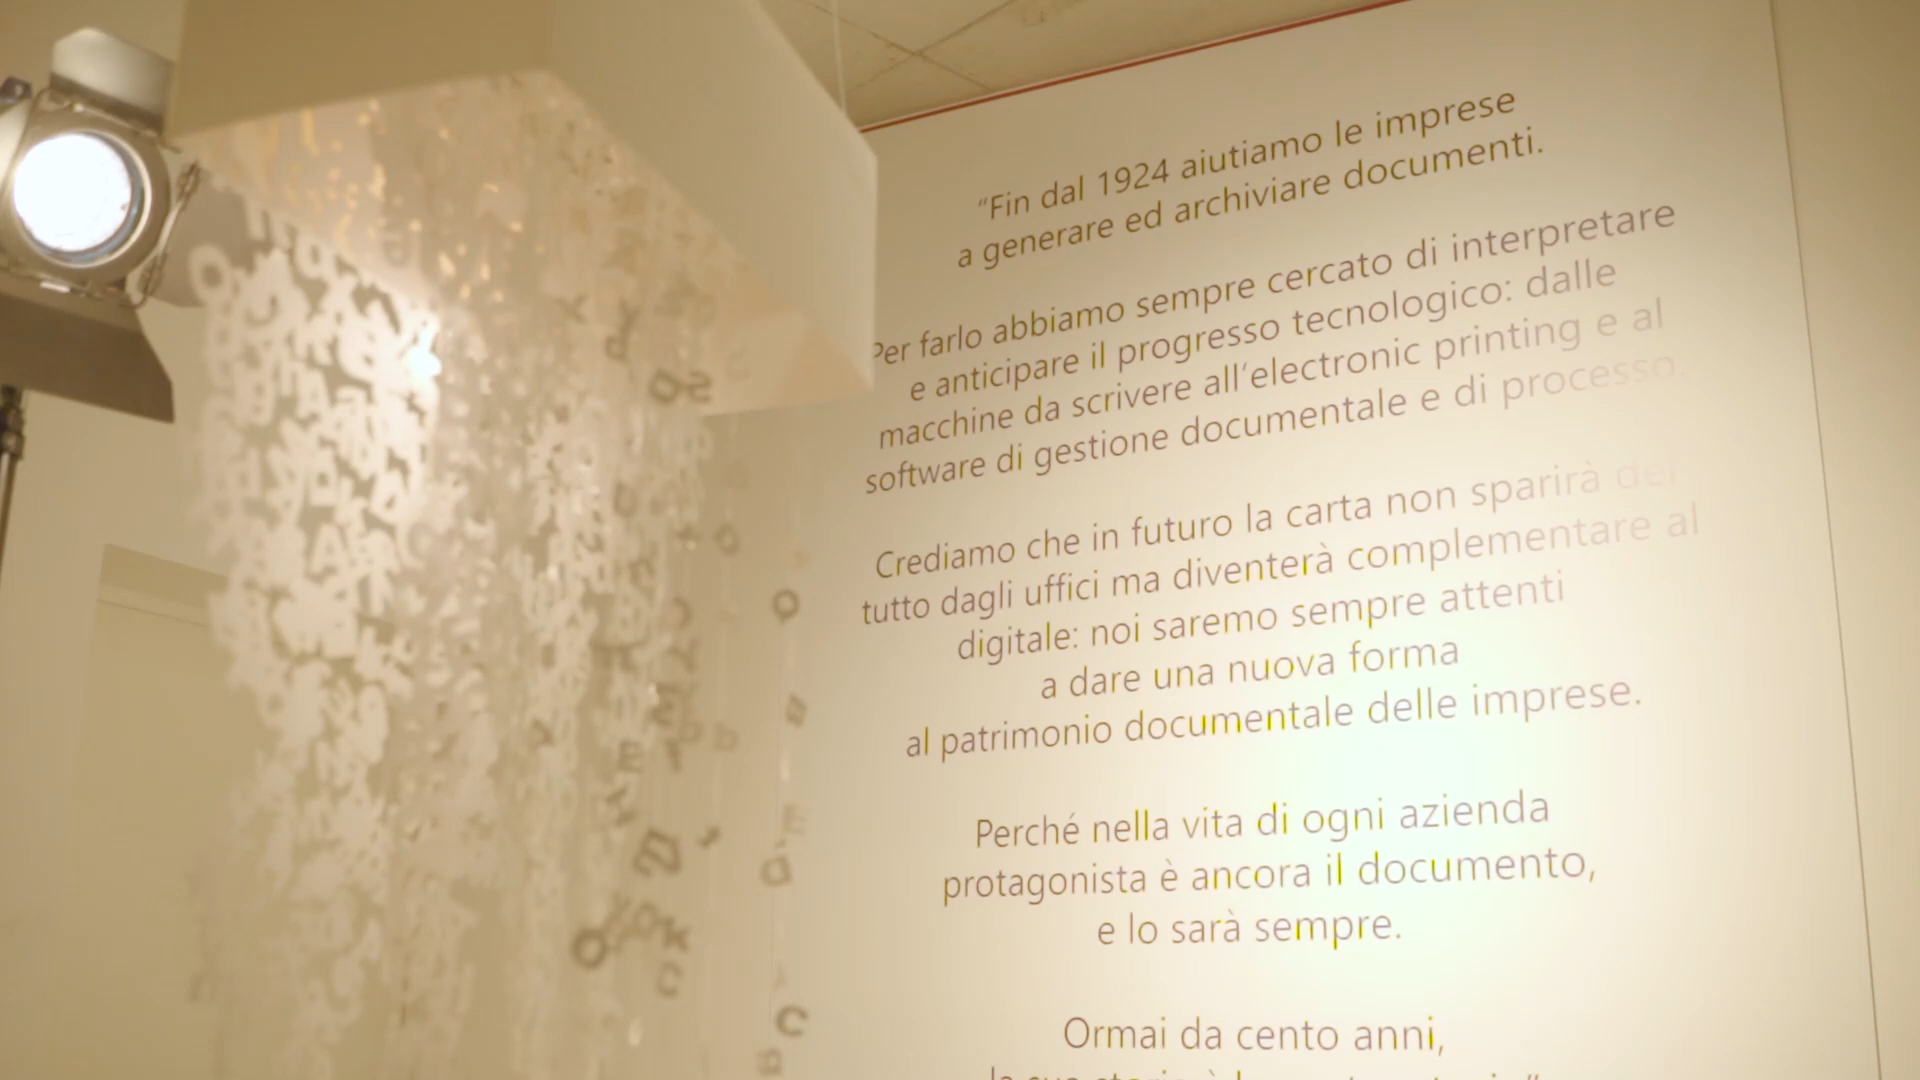 “Fin dal 1924 aiutiamo le imprese
a generare ed archiviare documenti.
Per farlo abbiamo sempre cercato di interpretare
e anticipare il progresso tecnologico: dalle
macchine da scrivere all’electronic printing e al
software di gestione documentale e di processo.
Crediamo che in futuro la carta non sparirà del
tutto dagli uffici ma diventerà complementare al
digitale: noi saremo sempre attenti
a dare una nuova forma
al patrimonio documentale delle imprese.
Perché nella vita di ogni azienda
protagonista è ancora il documento,
e lo sarà sempre.
Ormai da cento anni,